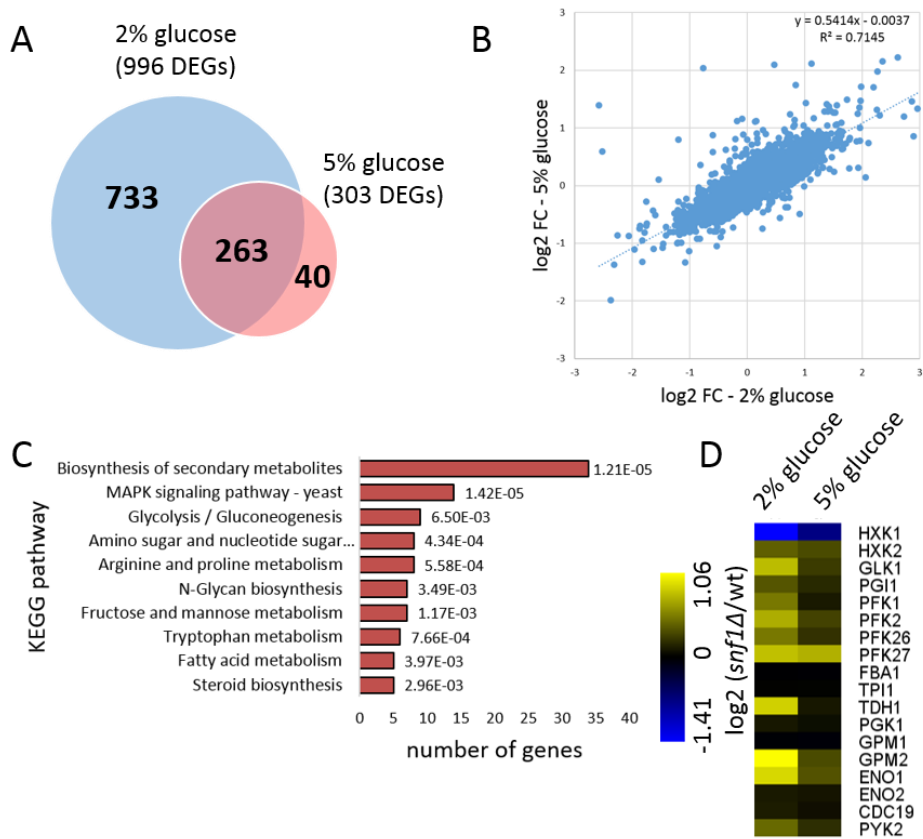 A
2% glucose
(996 DEGs)
5% glucose
(303 DEGs)
733
263
40
B
y = 0.5414x - 0.0037
R² = 0.7145
3
2
1
0
-1
-2
-3
-3
-2
-1
0
1
2
3
log2 FC - 5% glucose
log2 FC - 2% glucose
C
KEGG pathway
Biosynthesis of secondary metabolites 1.21E-05
MAPK signaling pathway - yeast 1.42E-05
Glycolysis / Gluconeogenesis 6.50E-03
Amino sugar and nucleotide sugar... 4.34E-04
Arginine and proline metabolism 5.58E-04
N-Glycan biosynthesis 3.49E-03
Fructose and mannose metabolism 1.17E-03
Tryptophan metabolism 7.66E-04
Fatty acid metabolism 3.97E-03
Steroid biosynthesis 2.96E-03
0 5 10 15 20 25 30 35 40
number of genes
D
2% glucose
5% glucose
-1.41 0 1.06
log2 (snf1Δ/wt)
HXK1
HXK2
GLK1
PGI1
PFK1
PFK2
PFK26
PFK27
FBA1
TPI1
TDH1
PGK1
GPM1
GPM2
ENO1
ENO2
CDC19
PYK2